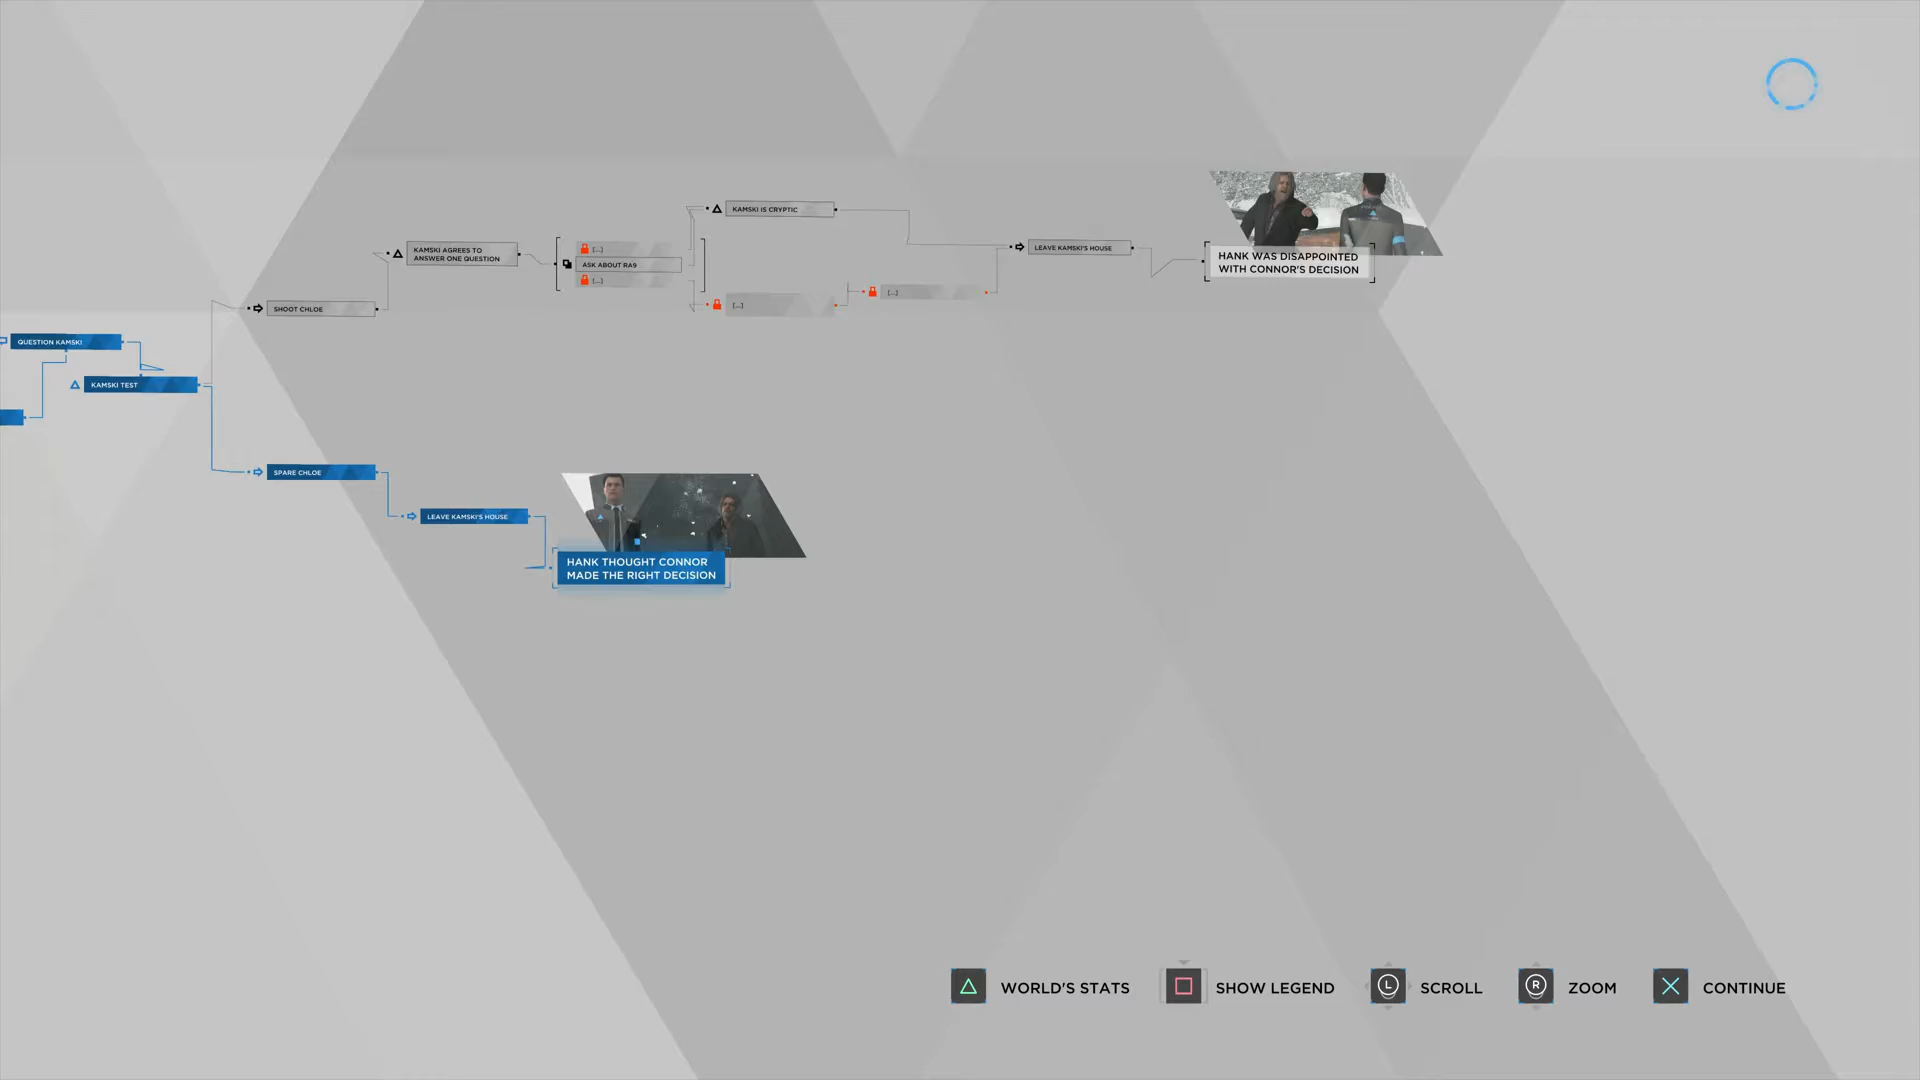 KAMSKI IS CRYPTIC
KAMSKI AGREES TO
ANSWER ONE QUESTION
[...]
ASK ABOUT RA9
[...]
LEAVE KAMSKI'S HOUSE
HANK WAS DISAPPOINTED
WITH CONNOR'S DECISION
[...]
[...]
SHOOT CHLOE
QUESTION KAMSKI
KAMSKI TEST
SPARE CHLOE
LEAVE KAMSKI'S HOUSE
HANK THOUGHT CONNOR
MADE THE RIGHT DECISION
WORLD'S STATS
SHOW LEGEND
L
SCROLL
R
ZOOM
CONTINUE